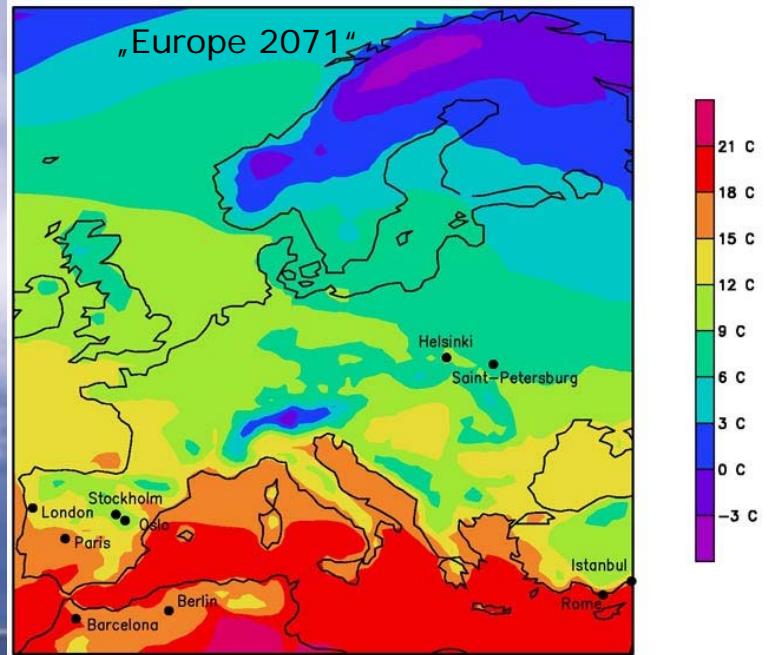 „Europe 2071“
21 C
18 C
15 C
12 C
9 C
6 C
3 C
0 C
−3 C
Helsinki
Saint−Petersburg
Stockholm
London
Oslo
Paris
Istanbul
Rome
Berlin
Barcelona